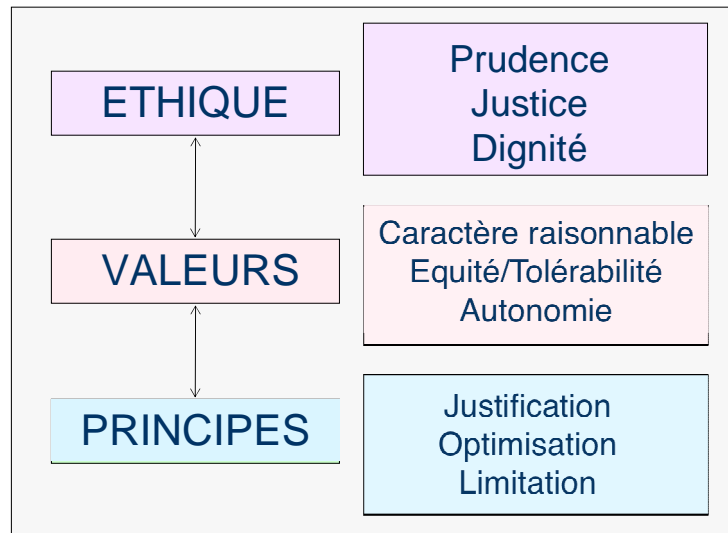 ETHIQUE
Prudence
Justice
Dignité
VALEURS
Caractère raisonnable
Equité/Tolérabilité
Autonomie
PRINCIPES
Justification
Optimisation
Limitation